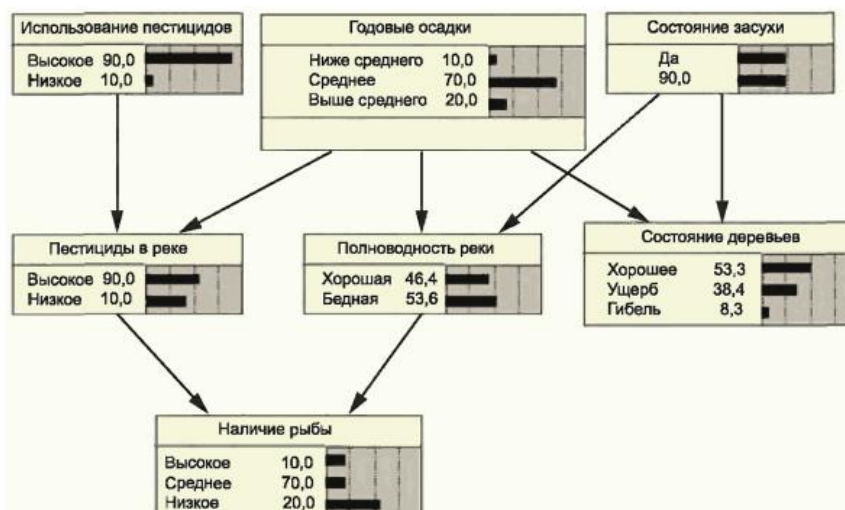 Использование пестицидов
Высокое 90,0
Низкое 10,0
Годовые осадки
Ниже среднего 10,0
Среднее 70,0
Выше среднего 20,0
Состояние засухи
Да
90,0
Пестициды в реке
Высокое 90,0
Низкое 10,0
Полноводность реки
Хорошая 46,4
Бедная 53,6
Состояние деревьев
Хорошее 53,3
Ущерб 38,4
Гибель 8,3
Наличие рыбы
Высокое 10,0
Среднее 70,0
Низкое 20,0